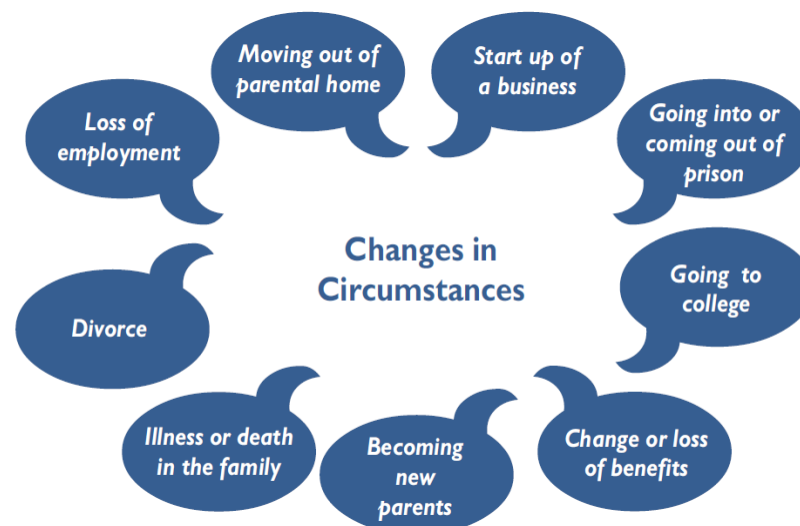 Moving out of
parental home
Start up of
a business
Loss of
employment
Going into or
coming out of
prison
Changes in
Circumstances
Going to
college
Divorce
Illness or death
in the family
Becoming
new
parents
Change or loss
of benefits